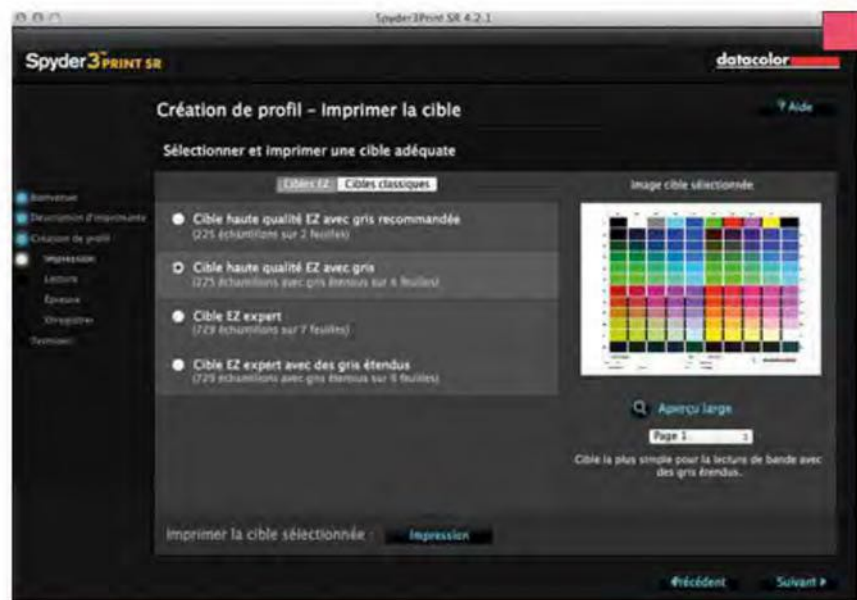 Spyder3Print SR 4.2.1
Spyder3™PRINT SR
datacolor
Création de profil – Imprimer la cible
? Aide
Sélectionner et imprimer une cible adéquate
Cibles EZ Cibles classiques
Image cible sélectionnée
Bienvenue
Description d'imprimante
Création de profil
Impression
Lecture
Épreuve
Enregistrer
Terminer
Cible haute qualité EZ avec gris recommandée
(225 échantillons sur 2 feuilles)
Cible haute qualité EZ avec gris
(225 échantillons avec gris étendus sur feuilles)
Cible EZ expert
(729 échantillons sur 7 feuilles)
Cible EZ expert avec des gris étendus
(729 échantillons avec gris étendus sur feuilles)
Aperçu large
Page 1
Cible la plus simple pour la lecture de bande avec
des gris étendus.
Imprimer la cible sélectionnée : Impression
Précédent Suivant